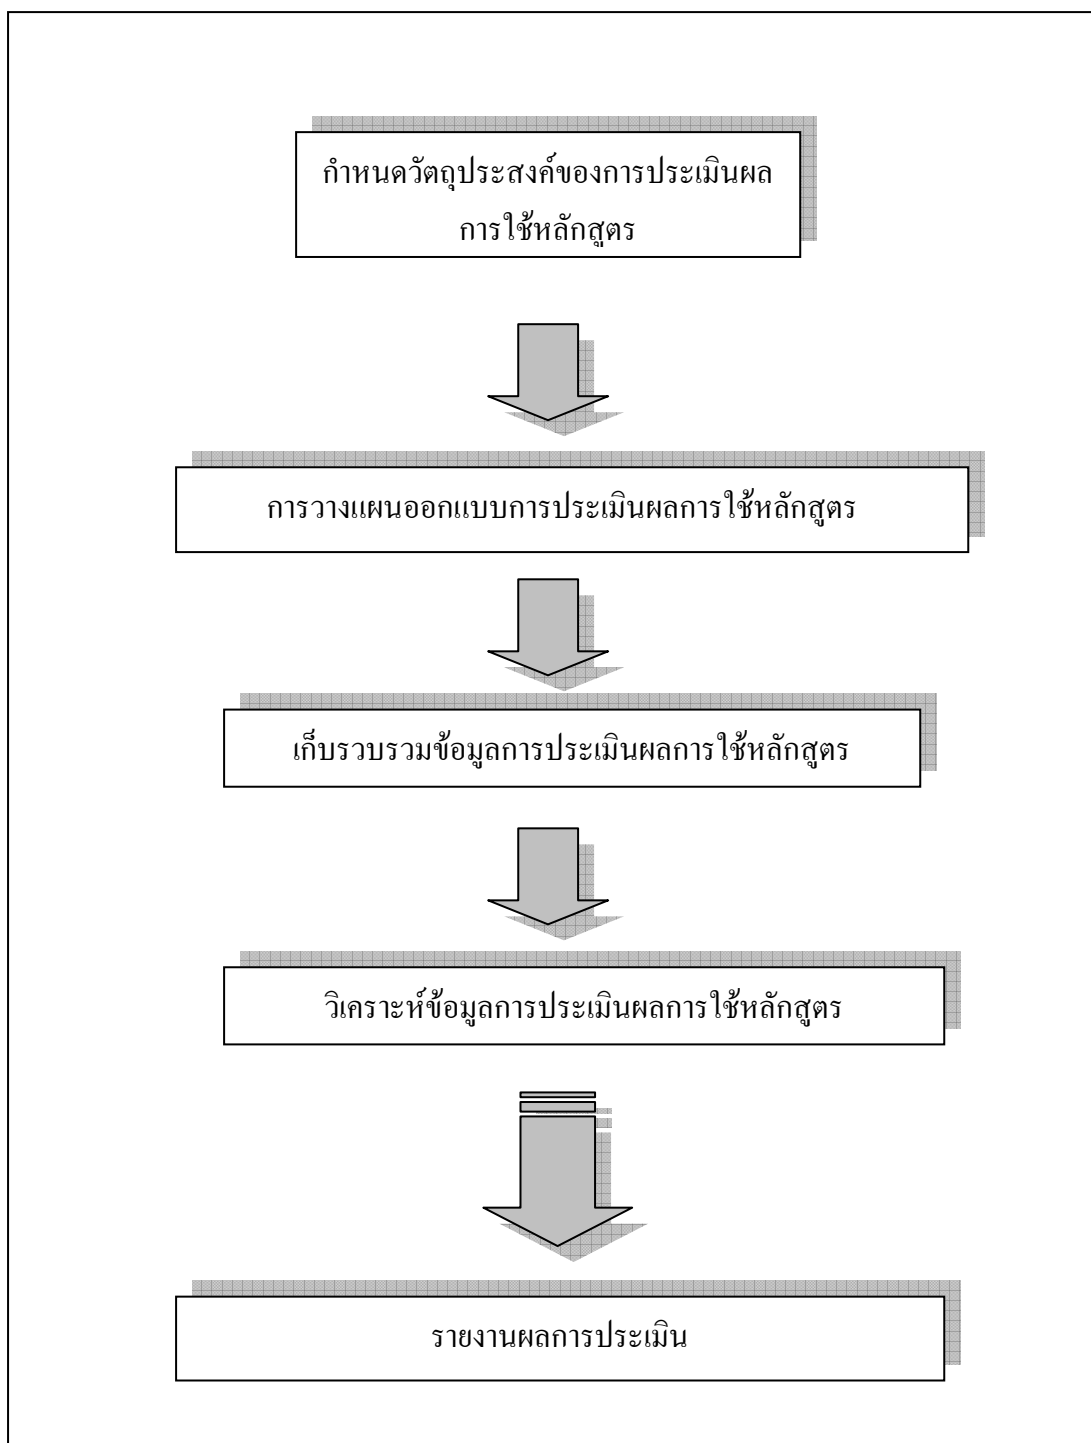 กำหนดวัตถุประสงค์ของการประเมินผล
การใช้หลักสูตร
การวางแผนออกแบบการประเมินผลการใช้หลักสูตร
เก็บรวบรวมข้อมูลการประเมินผลการใช้หลักสูตร
วิเคราะห์ข้อมูลการประเมินผลการใช้หลักสูตร
รายงานผลการประเมิน